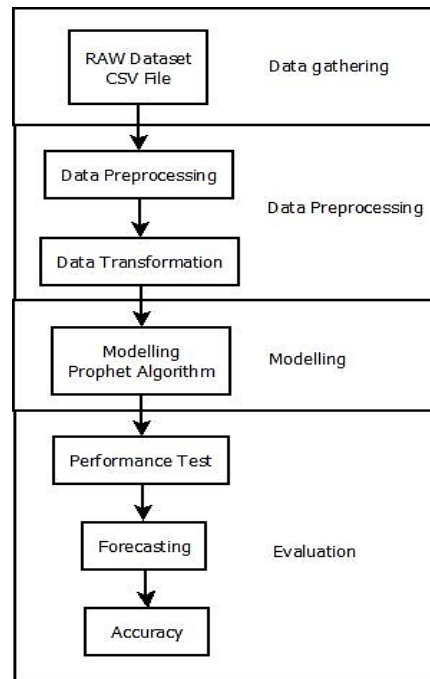 RAW Dataset
CSV File
Data gathering
Data Preprocessing
Data Preprocessing
Data Transformation
Modelling
Prophet Algorithm
Modelling
Performance Test
Forecasting
Evaluation
Accuracy